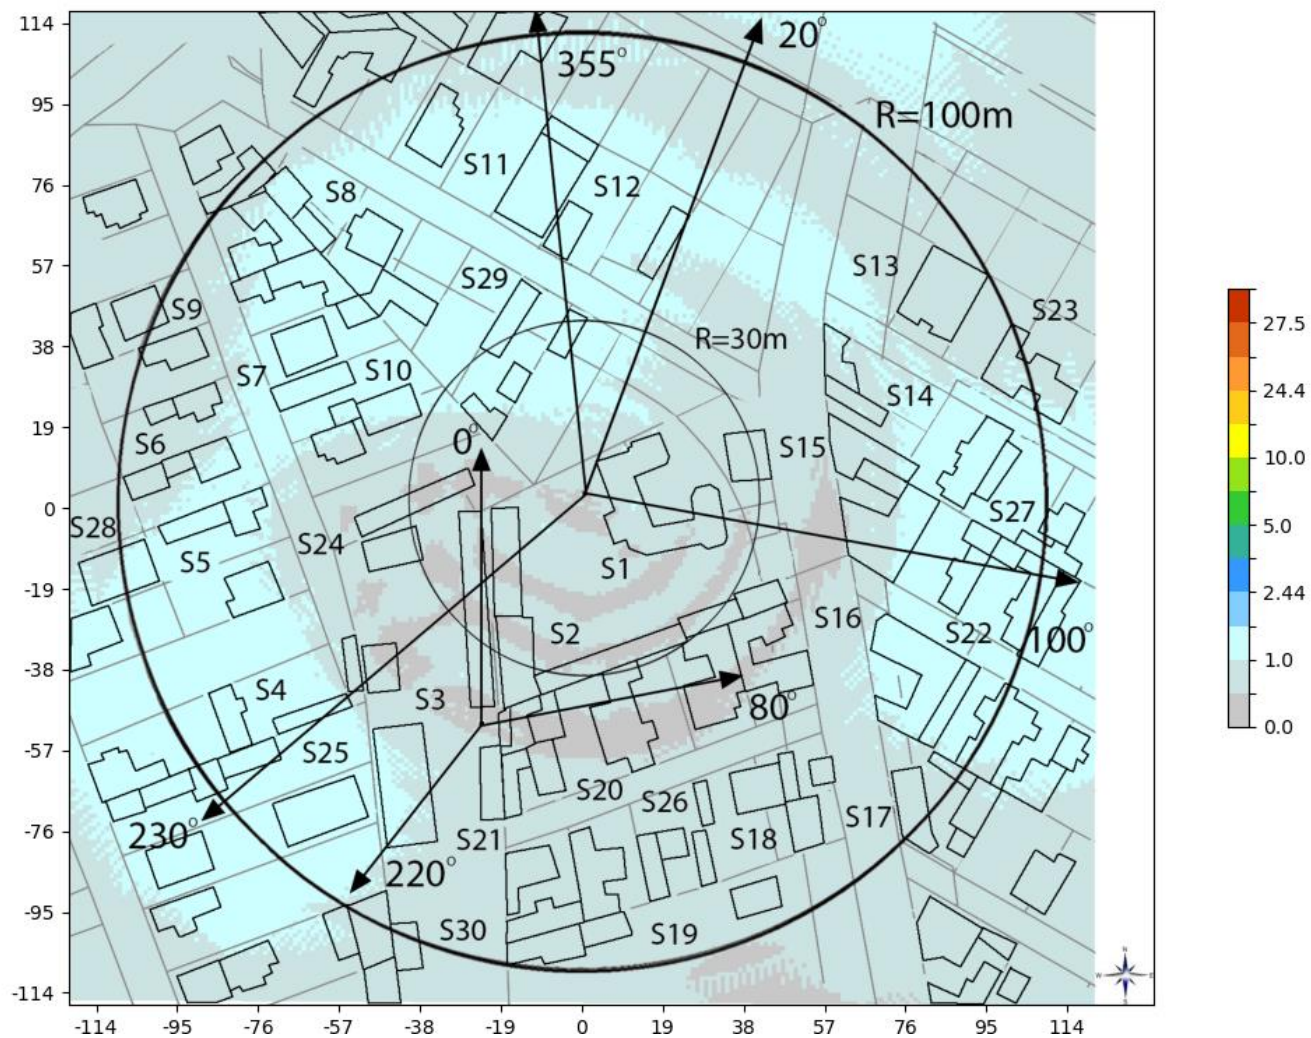 114
95
76
57
38
19
0
-19
-38
-57
-76
-95
-114
-114
-95
-76
-57
-38
-19
0
19
38
57
76
95
114
355°
20°
R=100m
S11
S12
S8
S29
S13
S23
S9
R=30m
S7
S10
S14
S6
0°
S15
S28
S24
S27
S5
S1
S2
S16
S22
100°
S4
S3
80°
S25
S20
S26
S17
230°
S21
S18
220°
S30
S19
27.5
24.4
10.0
5.0
2.44
1.0
0.0
N
W
E
S